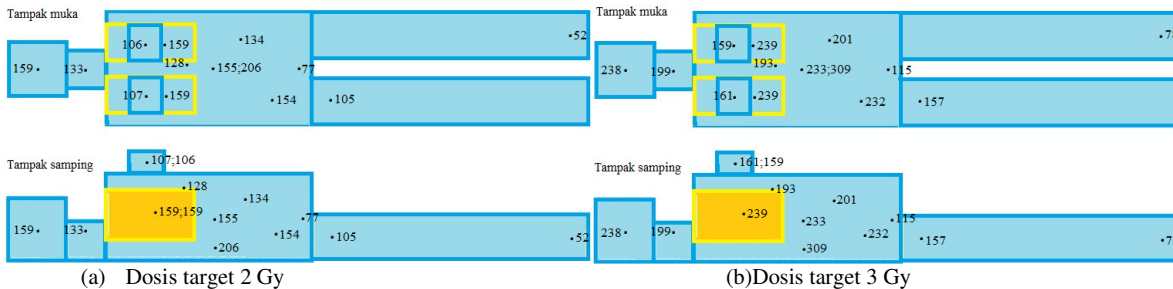 Tampak muka
106 159 134 52
159 133 128 155;206 77
107 159 154 105
Tampak samping
107;106
128
134
159;159 155 77
159 133 154 105 52
206
(a) Dosis target 2 Gy
Tampak muka
159 239 201
238 199 193 233;309 115
161 239 232 157
Tampak samping
161;159
193
201
239 233 115
238 199 232 157
309
(b)Dosis target 3 Gy